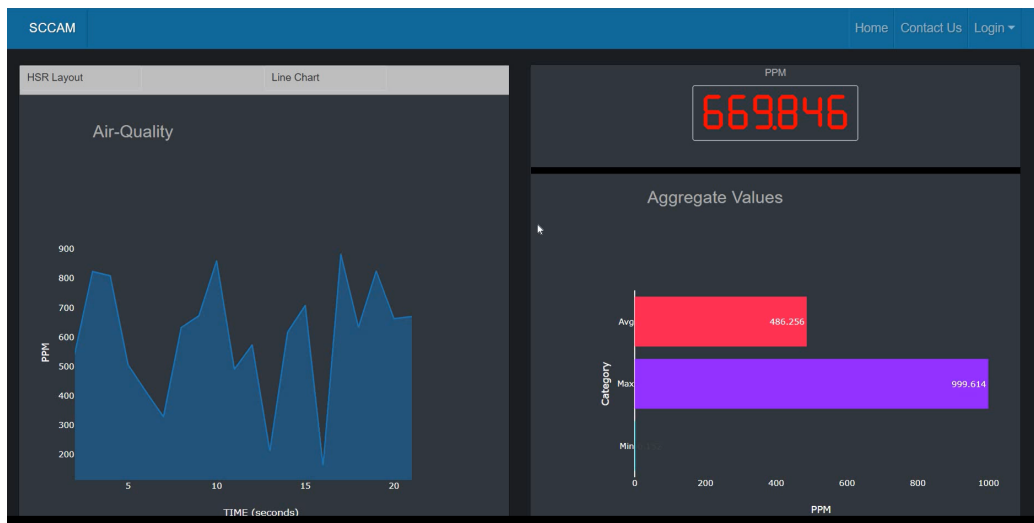 SCCAM
Home
Contact Us
Login
HSR Layout
Line Chart
Air-Quality
900
800
700
600
500
400
300
200
PPM
5
10
15
20
TIME (seconds)
PPM
669.846
Aggregate Values
Category
Avg
486.256
Max
999.614
Min
0
200
400
600
800
1000
PPM